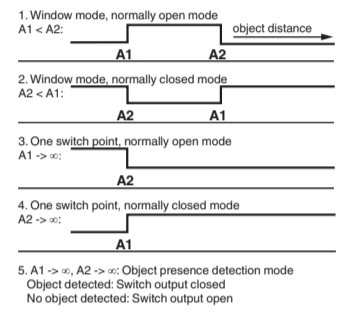 1. Window mode, normally open mode
A1 < A2:
object distance
A1 A2
2. Window mode, normally closed mode
A2 < A1:
A2 A1
3. One switch point, normally open mode
A1 -> ∞:
A2
4. One switch point, normally closed mode
A2 -> ∞:
A1
5. A1 -> ∞, A2 -> ∞: Object presence detection mode
Object detected: Switch output closed
No object detected: Switch output open